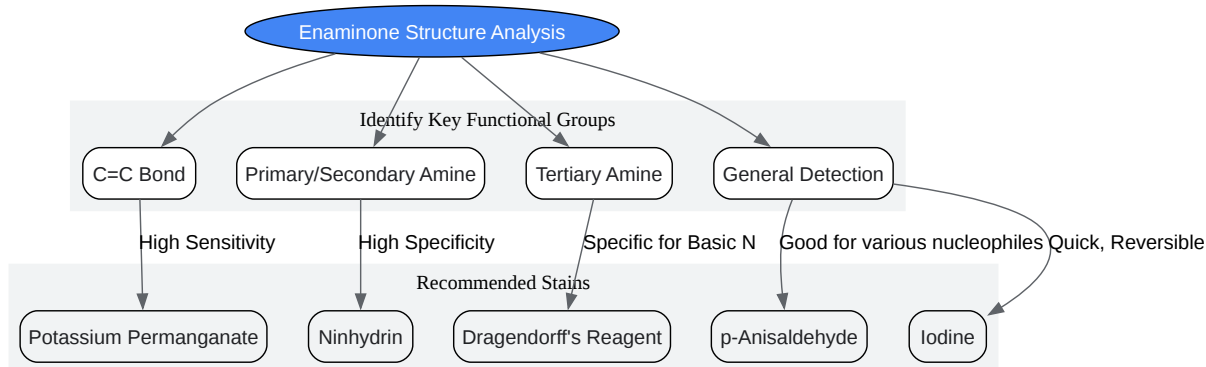 Enaminone Structure Analysis
Identify Key Functional Groups
C=C Bond
Primary/Secondary Amine
Tertiary Amine
General Detection
High Sensitivity
High Specificity
Specific for Basic N
Good for various nucleophiles
Quick, Reversible
Recommended Stains
Potassium Permanganate
Ninhydrin
Dragendorff's Reagent
p-Anisaldehyde
Iodine